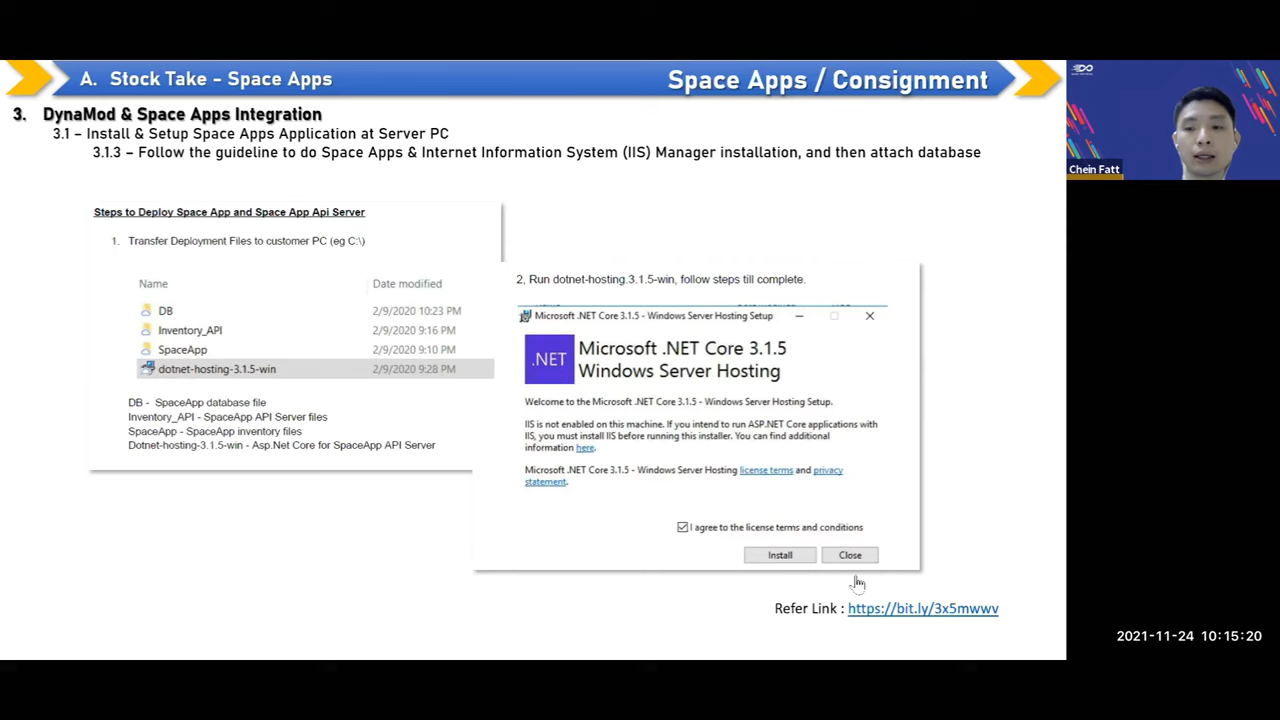 A. Stock Take - Space Apps
Space Apps / Consignment
3. DynaMod & Space Apps Integration
3.1 – Install & Setup Space Apps Application at Server PC
3.1.3 – Follow the guideline to do Space Apps & Internet Information System (IIS) Manager installation, and then attach database
Chein Fatt
Steps to Deploy Space App and Space App Api Server
1. Transfer Deployment Files to customer PC (eg C:\)
Name Date modified
DB 2/9/2020 10:23 PM
Inventory_API 2/9/2020 9:16 PM
SpaceApp 2/9/2020 9:10 PM
dotnet-hosting-3.1.5-win 2/9/2020 9:28 PM
DB - SpaceApp database file
Inventory_API - SpaceApp API Server files
SpaceApp - SpaceApp inventory files
Dotnet-hosting-3.1.5-win - Asp.Net Core for SpaceApp API Server
2, Run dotnet-hosting.3.1.5-win, follow steps till complete.
Microsoft .NET Core 3.1.5 - Windows Server Hosting Setup
.NET
Microsoft .NET Core 3.1.5
Windows Server Hosting
Welcome to the Microsoft .NET Core 3.1.5 - Windows Server Hosting Setup.
IIS is not enabled on this machine. If you intend to run ASP.NET Core applications with
IIS, you must install IIS before running this installer. You can find additional
information here.
Microsoft .NET Core 3.1.5 - Windows Server Hosting license terms and privacy
statement.
I agree to the license terms and conditions
Install Close
Refer Link : https://bit.ly/3x5mwwv
2021-11-24 10:15:20